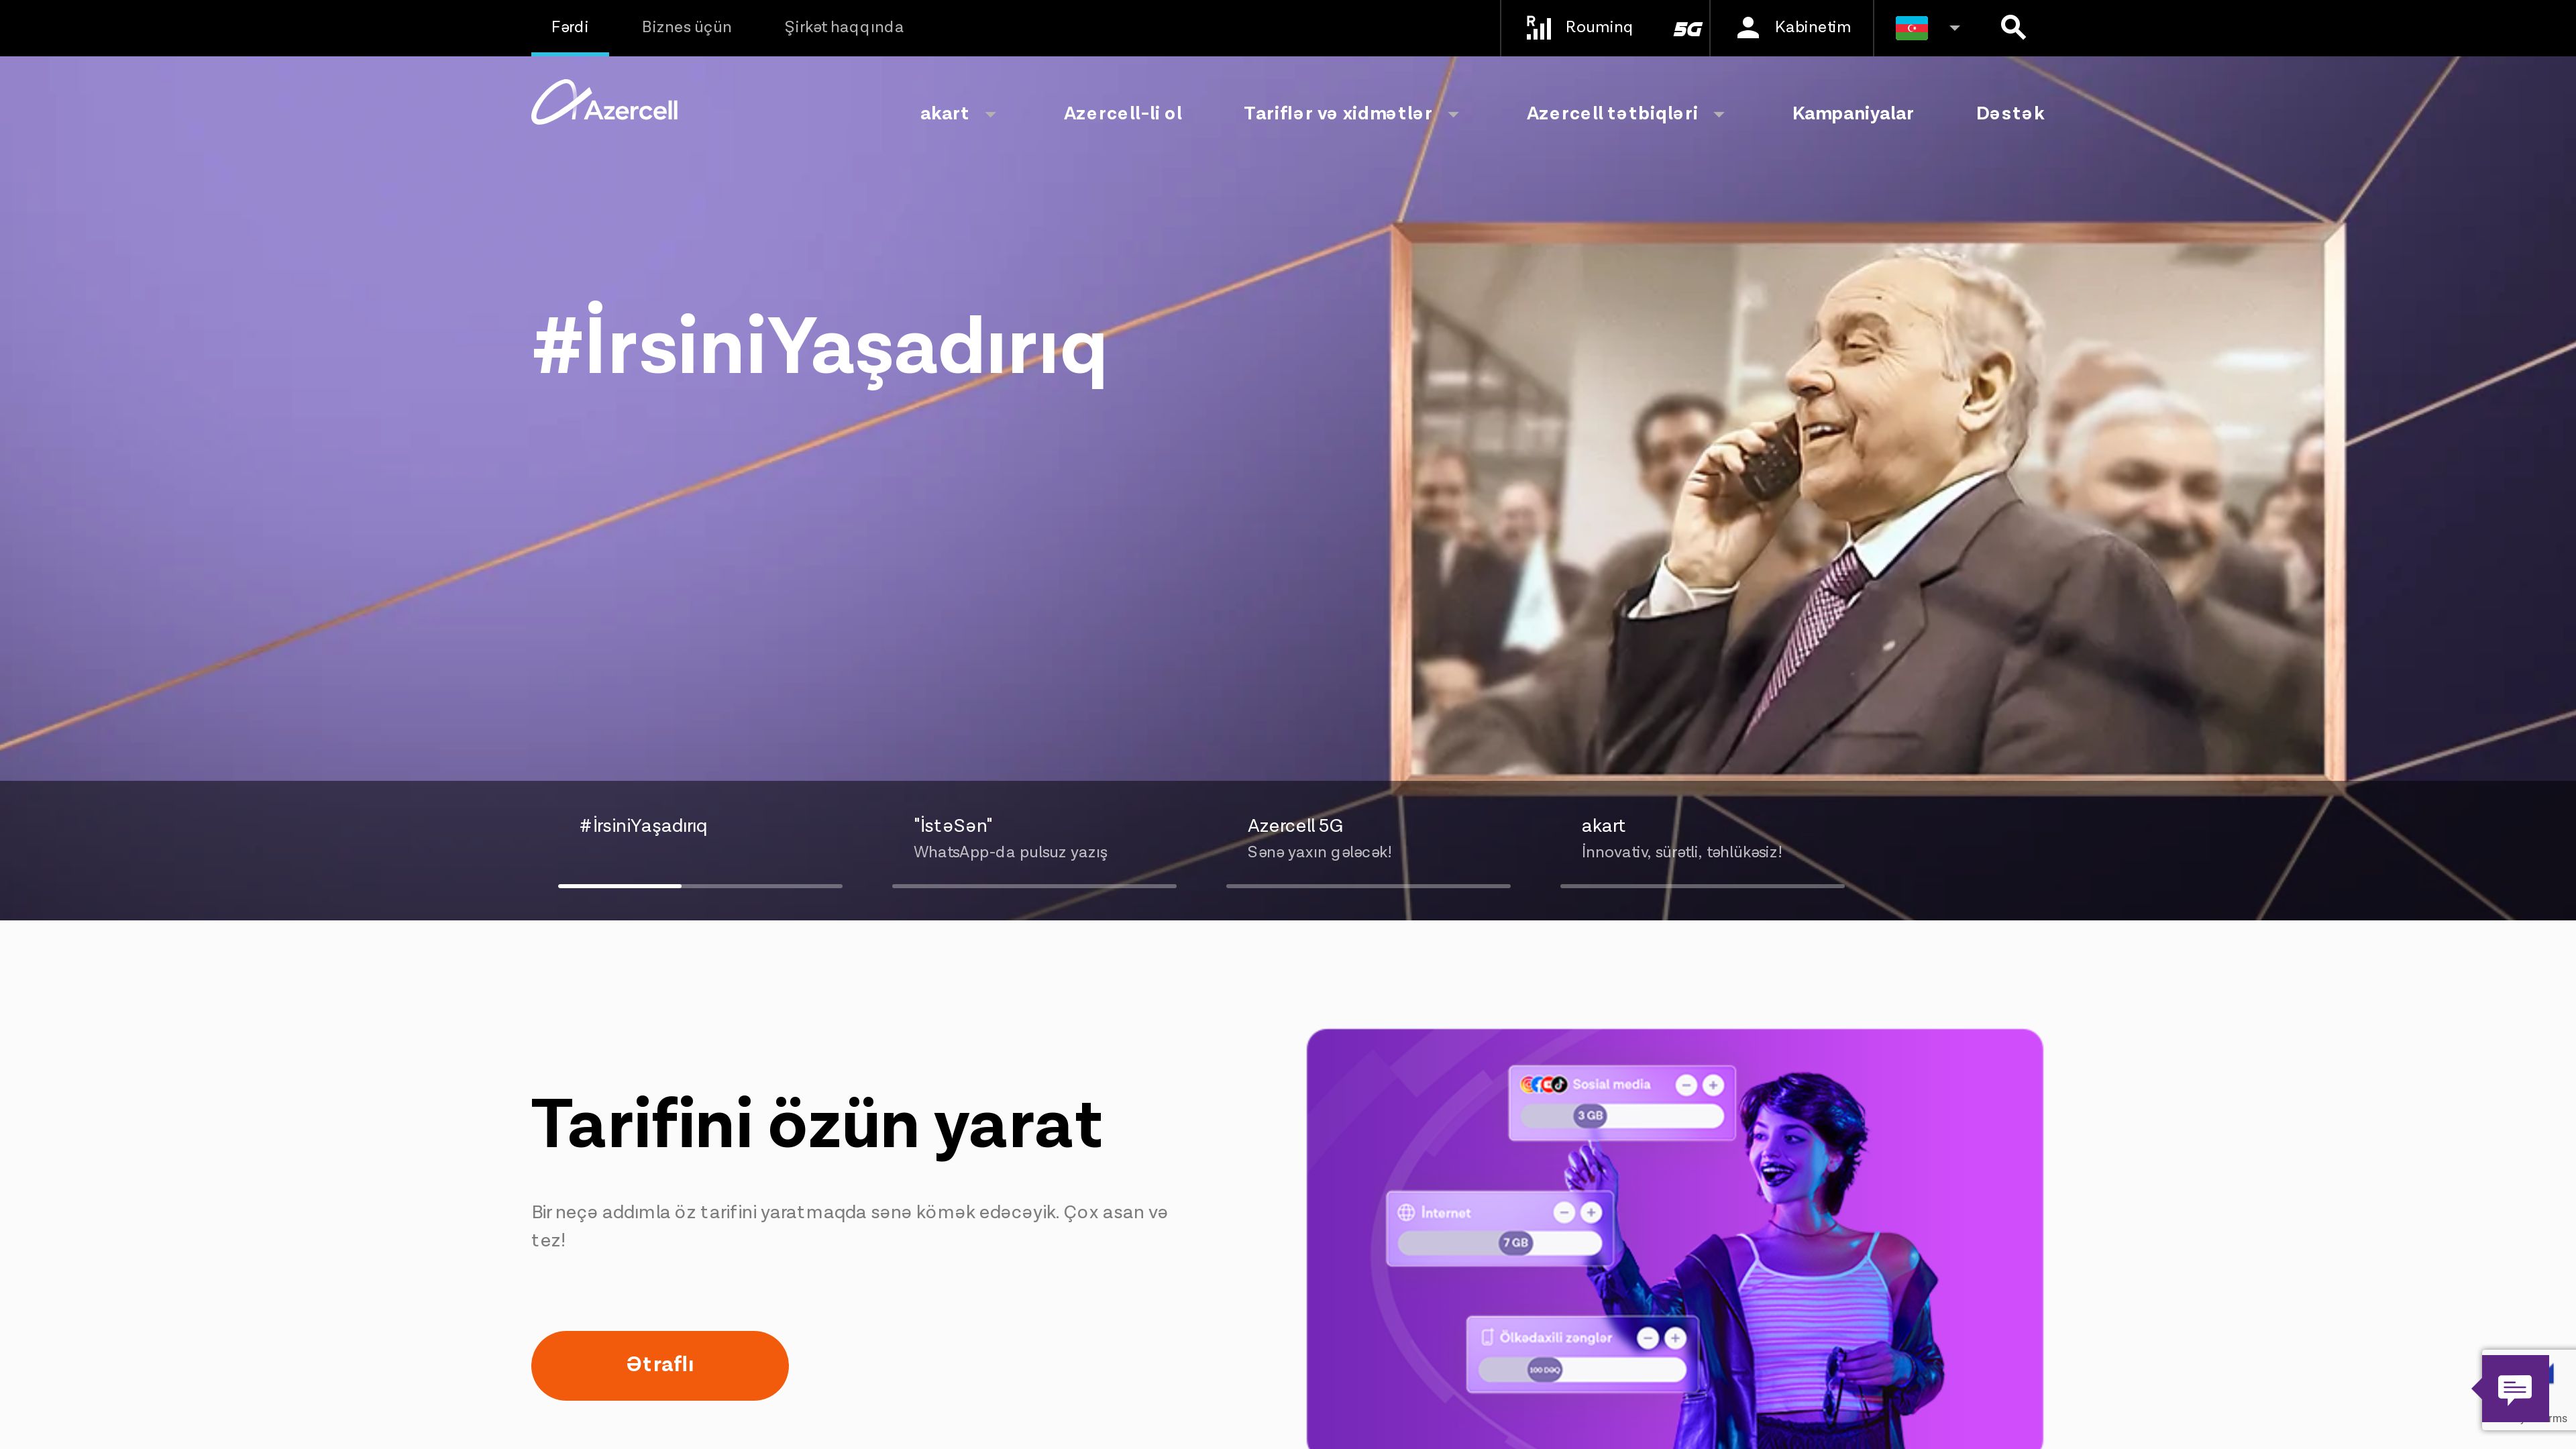 Fərdi
Biznes üçün
Şirkət haqqında
Rouminq
5G
Kabinetim
Azercell
akart
Azercell-li ol
Tariflər və xidmətlər
Azercell tətbiqləri
Kampaniyalar
Dəstək
#İrsiniYaşadırıq
#İrsiniYaşadırıq
"İstəSən"
WhatsApp-da pulsuz yazış
Azercell 5G
Sənə yaxın gələcək!
akart
İnnovativ, sürətli, təhlükəsiz!
Tarifini özün yarat
Bir neçə addımla öz tarifini yaratmaqda sənə kömək edəcəyik. Çox asan və
tez!
Ətraflı
Sosial media
3 GB
İnternet
7 GB
Ölkədaxili zənglər
100 DƏQ